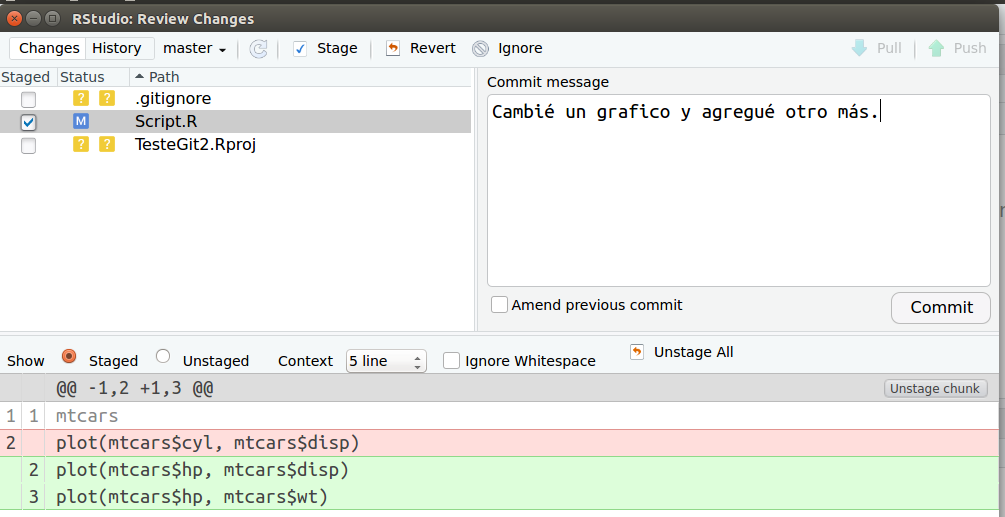 RStudio: Review Changes
Changes History master Stage Revert Ignore Pull Push
Staged Status Path
? ? .gitignore
M Script.R
? ? TesteGit2.Rproj
Commit message
Cambié un grafico y agregué otro más.
Amend previous commit Commit
Show Staged Unstaged Context 5 line Ignore Whitespace Unstage All
@@ -1,2 +1,3 @@ Unstage chunk
1 1 mtcars
2 plot(mtcars$cyl, mtcars$disp)
2 plot(mtcars$hp, mtcars$disp)
3 plot(mtcars$hp, mtcars$wt)